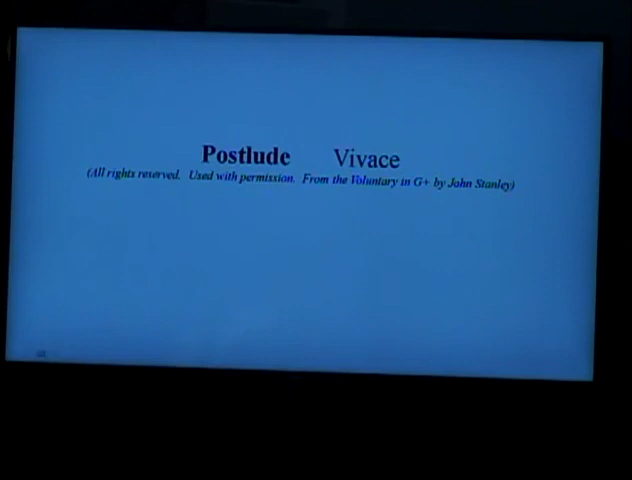 Postlude Vivace
(All rights reserved. Used with permission. From the Voluntary in G+ by John Stanley)